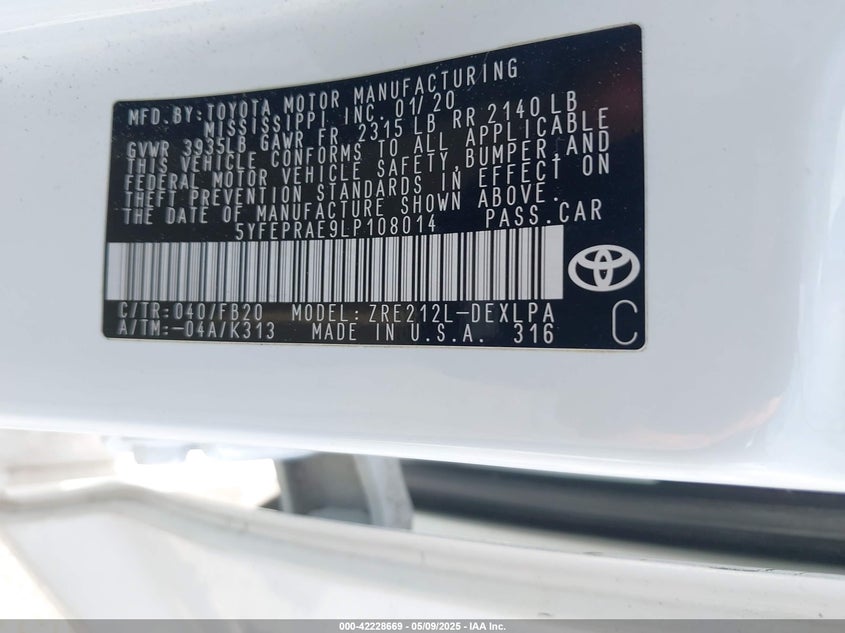 MFD. BY: TOYOTA MOTOR MANUFACTURING
MISSISSIPPI INC. 01/20
GVWR 3935LB GAWR FR 2315 LB RR 2140 LB
THIS VEHICLE CONFORMS TO ALL APPLICABLE
FEDERAL MOTOR VEHICLE SAFETY, BUMPER, AND
THEFT PREVENTION STANDARDS IN EFFECT ON
THE DATE OF MANUFACTURE SHOWN ABOVE.
5YFEPRAE9LP108014 PASS. CAR
C/TR: 040/FB20 MODEL: ZRE212L-DEXLPA
A/TM: -04A/K313 MADE IN U.S.A. 316 C
000-42228669 - 05/09/2025 - IAA Inc.